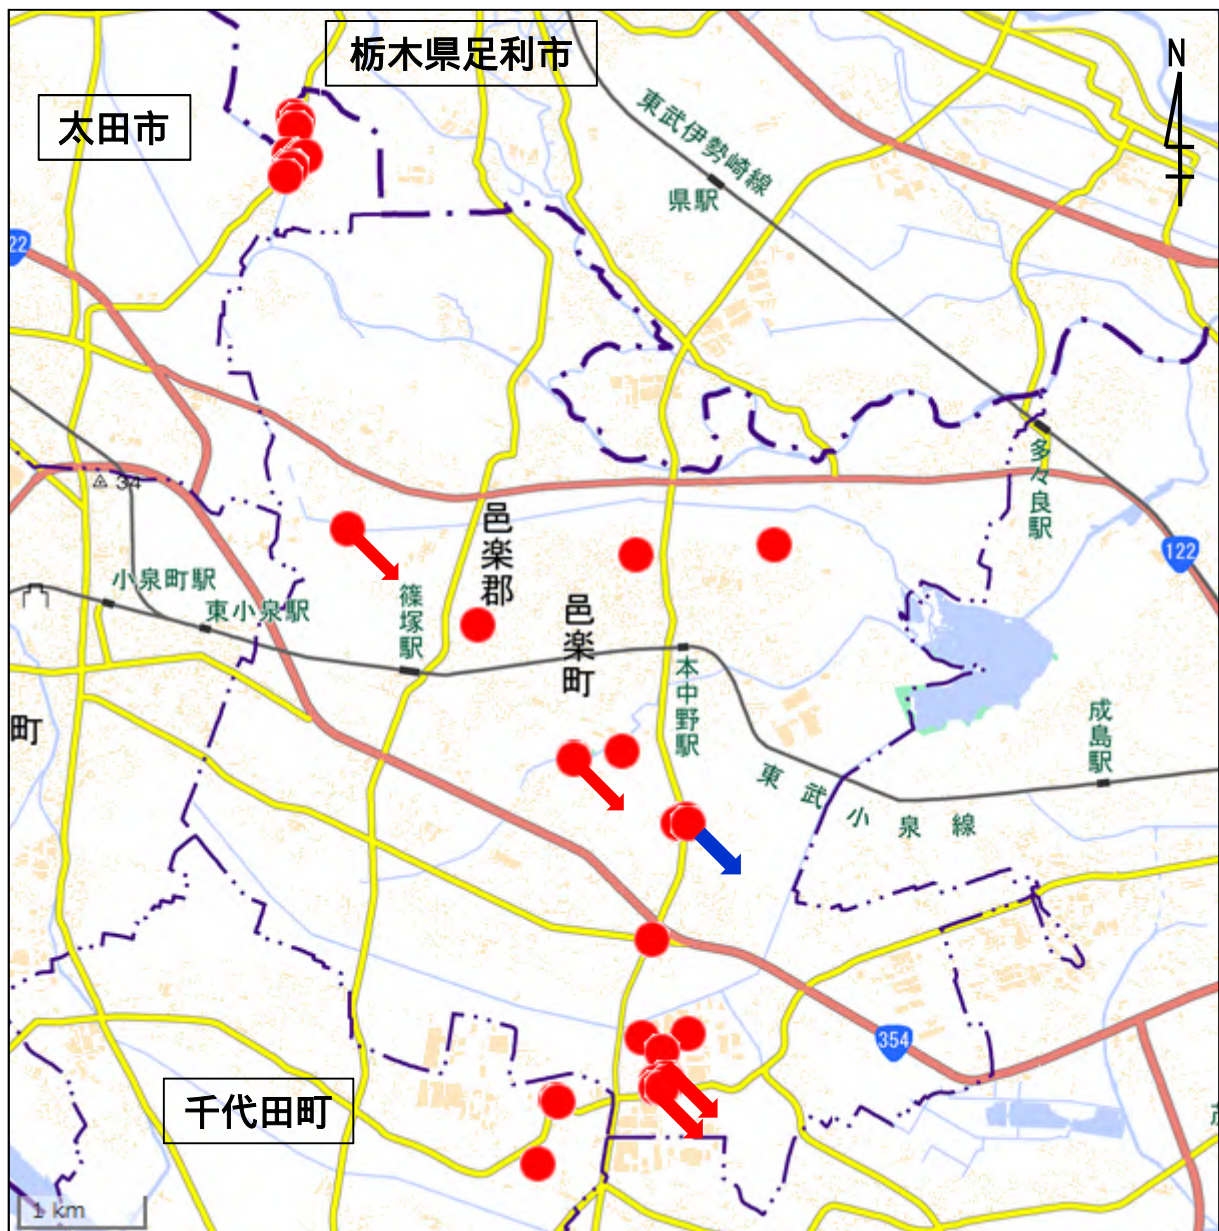 栃木県足利市
太田市
N
東武伊勢崎線
県駅
22
多々良駅
34
邑楽郡
122
小泉町駅
東小泉駅
篠塚駅
邑楽町
本中野駅
町
成島駅
東武小泉線
354
千代田町
1 km